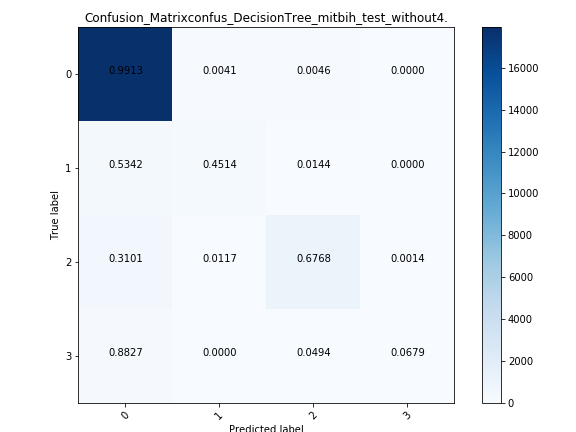 Confusion_Matrixconfus_DecisionTree_mitbih_test_without4.
True label
0
0.9913 0.0041 0.0046 0.0000
1
0.5342 0.4514 0.0144 0.0000
2
0.3101 0.0117 0.6768 0.0014
3
0.8827 0.0000 0.0494 0.0679
0 1 2 3
Predicted label
16000
14000
12000
10000
8000
6000
4000
2000
0